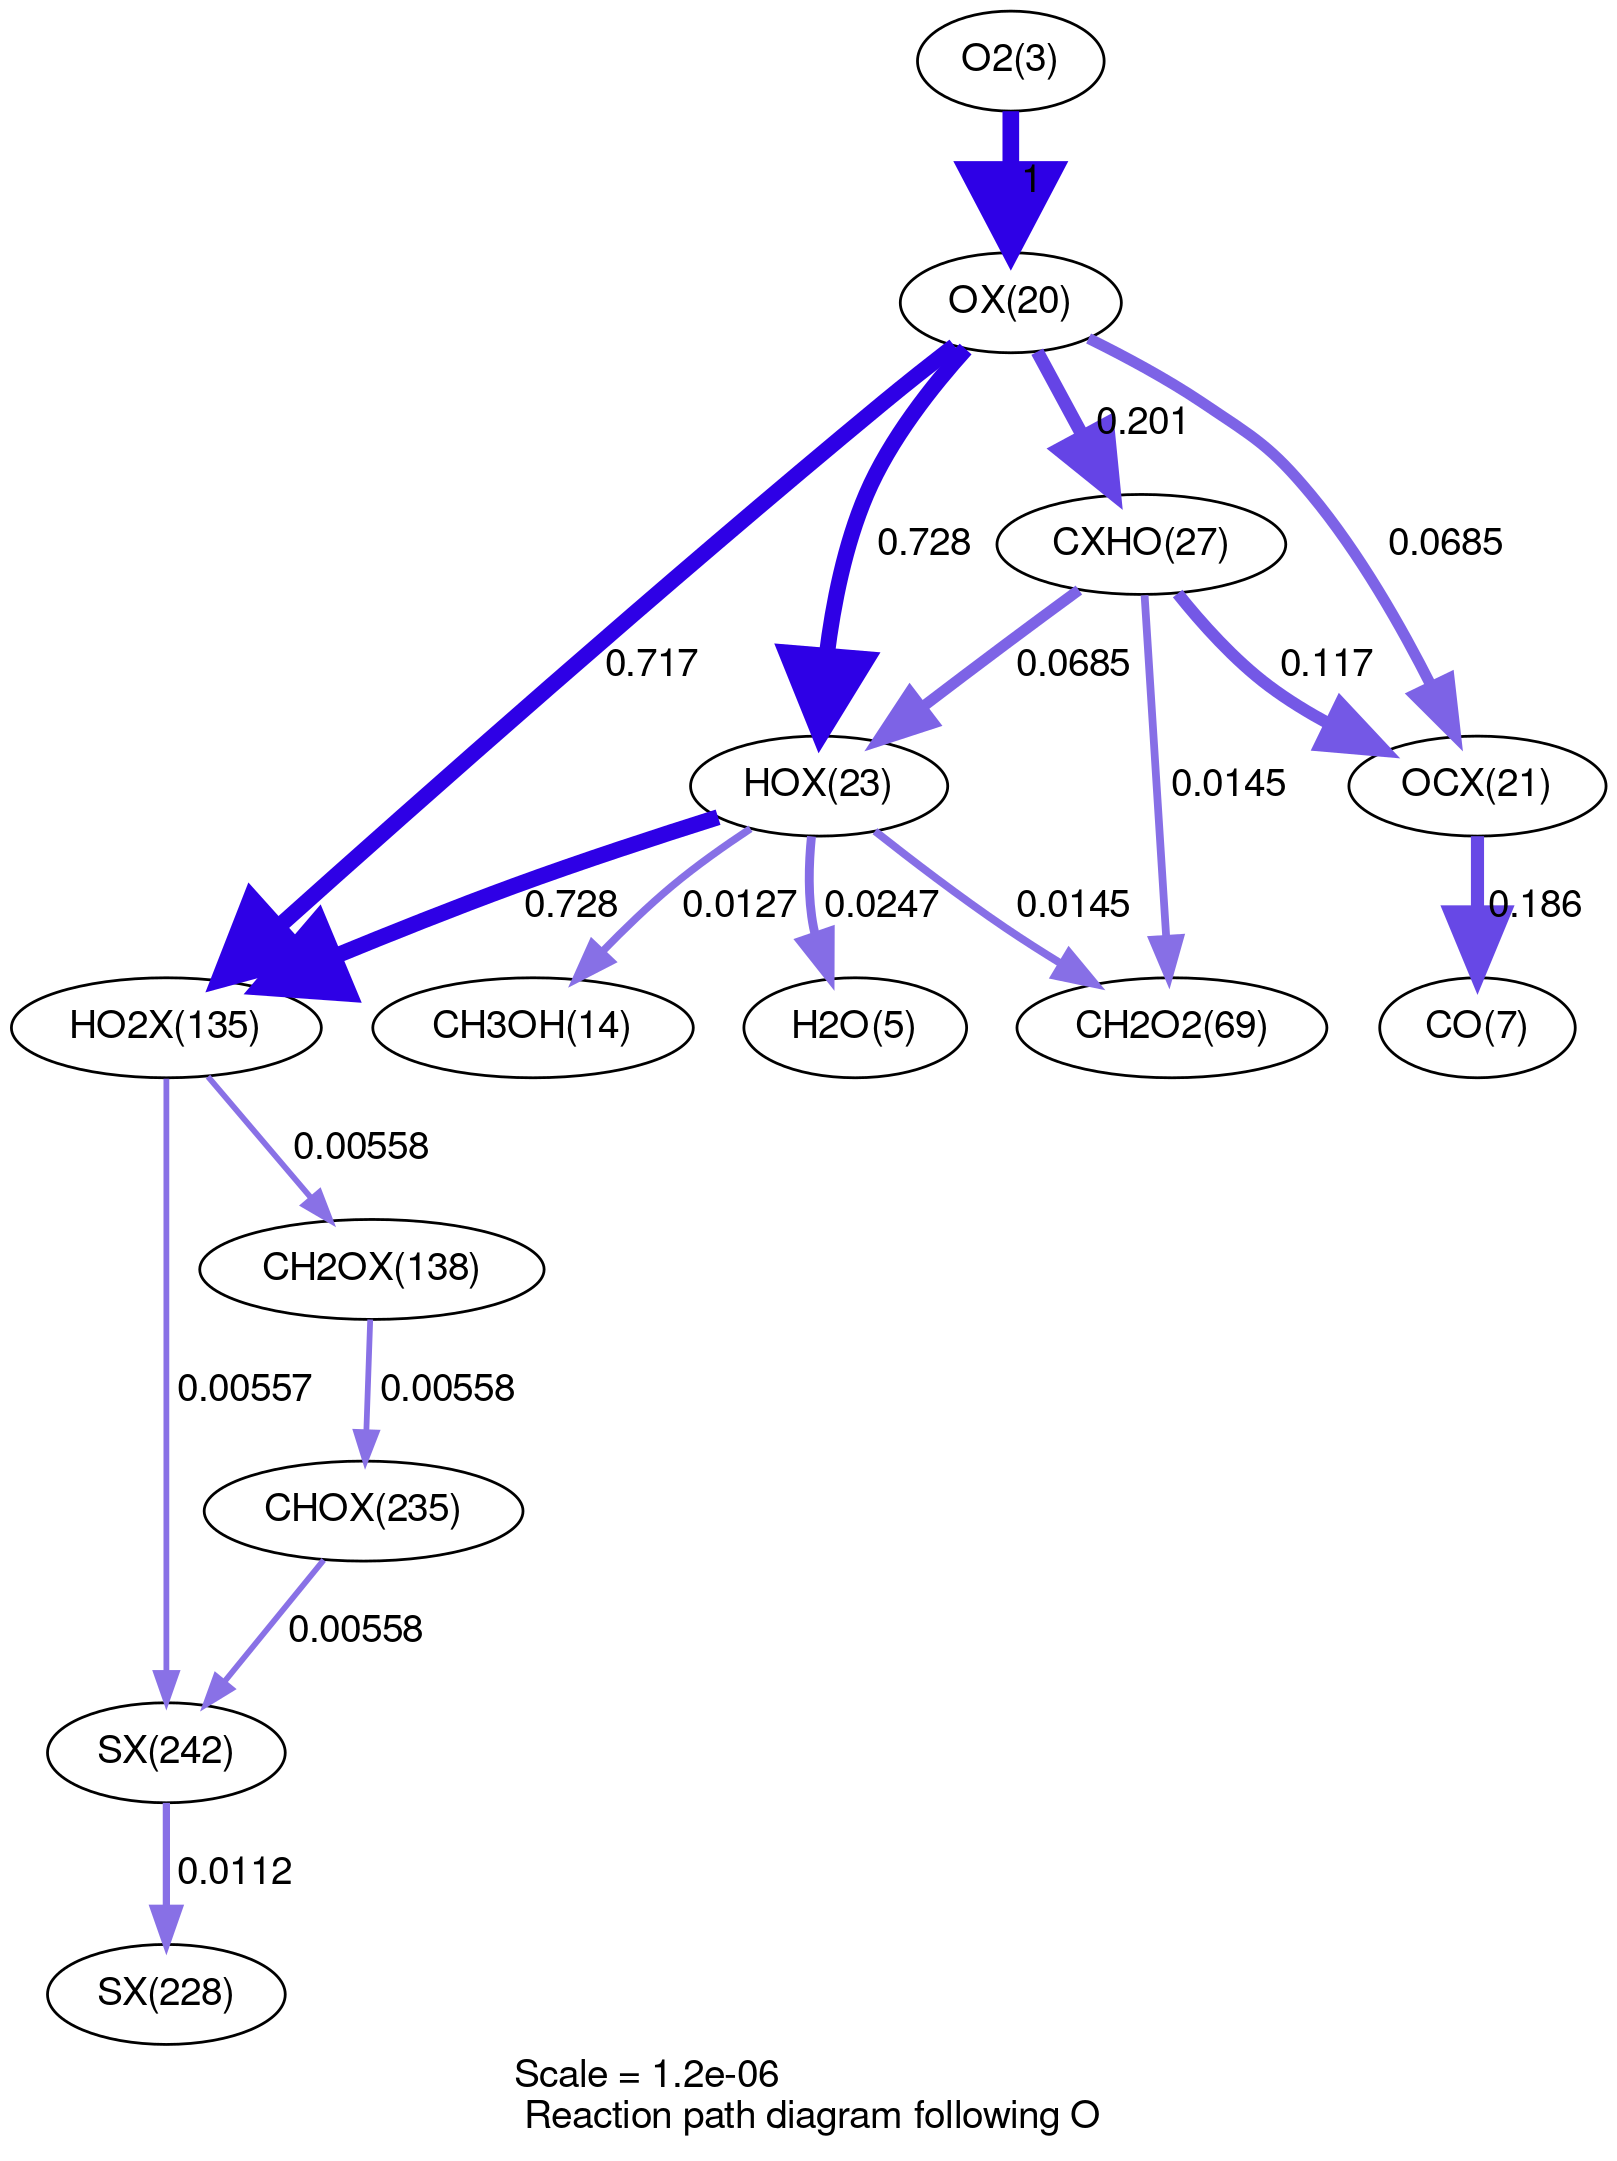 O2(3)
1
OX(20)
0.201
0.728
CXHO(27)
0.0685
0.717
0.0685
0.117
HOX(23)
0.0145
OCX(21)
0.728
0.0127
0.0247
0.0145
0.186
HO2X(135)
CH3OH(14)
H2O(5)
CH2O2(69)
CO(7)
0.00558
CH2OX(138)
0.00557
0.00558
CHOX(235)
0.00558
SX(242)
0.0112
SX(228)
Scale = 1.2e-06
Reaction path diagram following O